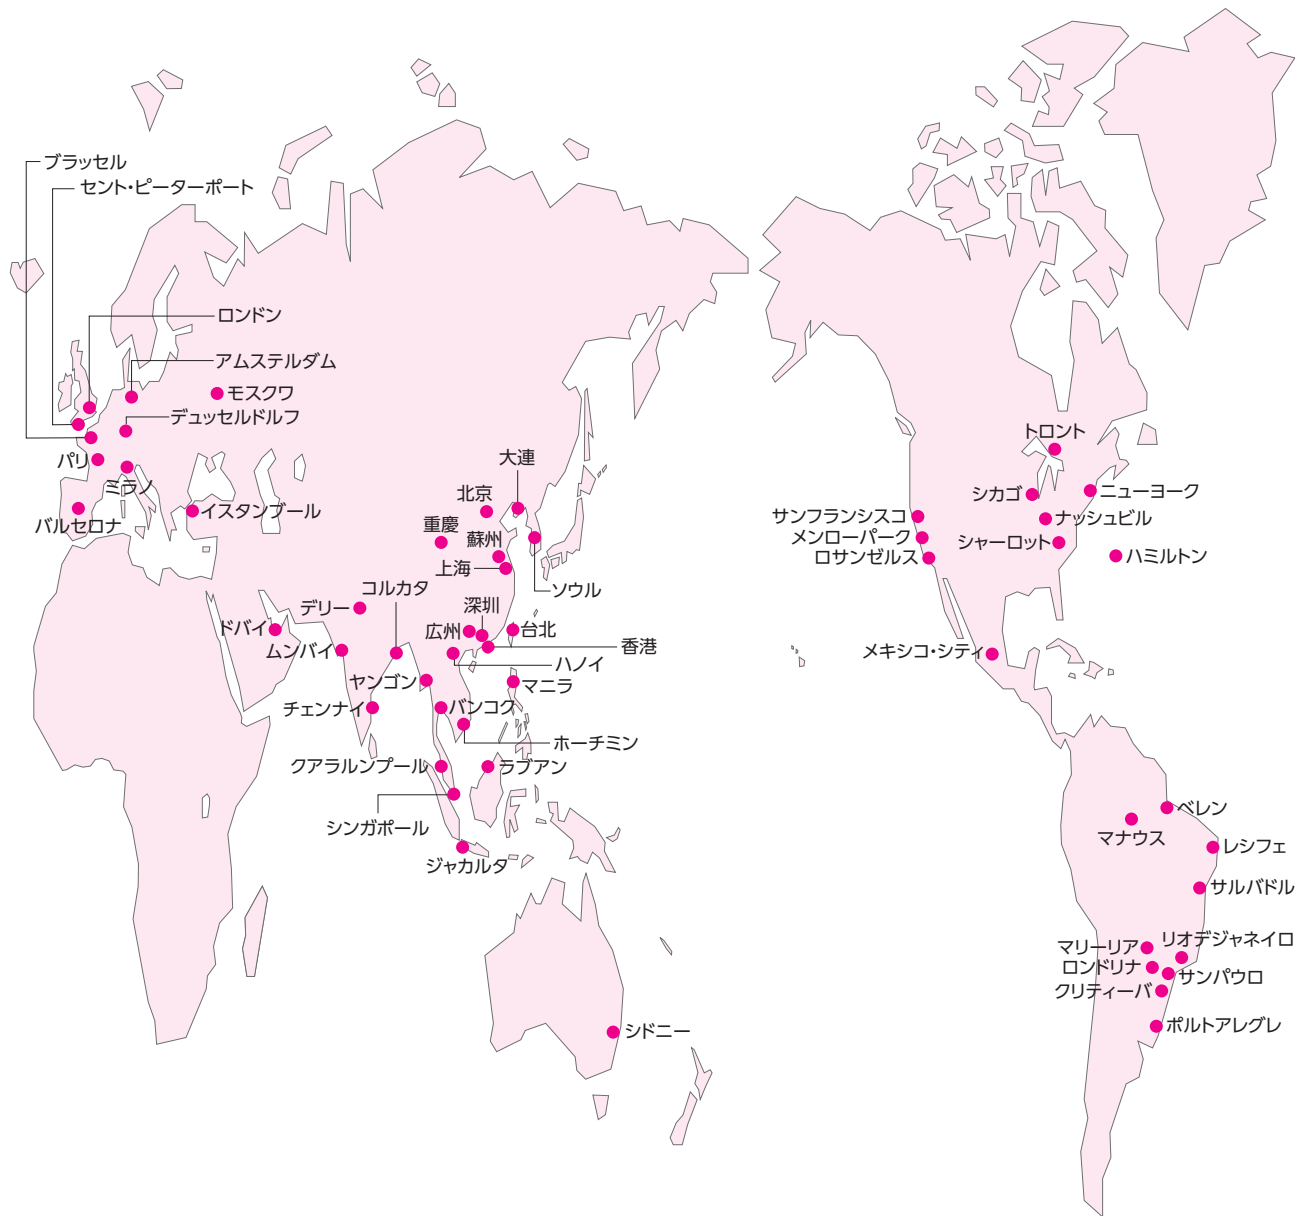 ブラッセル
セント・ピーターポート
ロンドン
アムステルダム
モスクワ
デュッセルドルフ
パリ
ミラノ
バルセロナ
イスタンブール
大連
北京
重慶
蘇州
上海
ソウル
コルカタ
デリー
深圳
ドバイ
広州
台北
ムンバイ
香港
ハノイ
ヤンゴン
マニラ
チェンナイ
バンコク
ホーチミン
クアラルンプール
ラブアン
シンガポール
ジャカルタ
シドニー
トロント
シカゴ
ニューヨーク
サンフランシスコ
ナッシュビル
メンローパーク
シャーロット
ロサンゼルス
ハミルトン
メキシコ・シティ
ベレン
マナウス
レシフェ
サルバドル
リオデジャネイロ
マリーリア
ロンドリナ
サンパウロ
クリティーバ
ポルトアレグレ